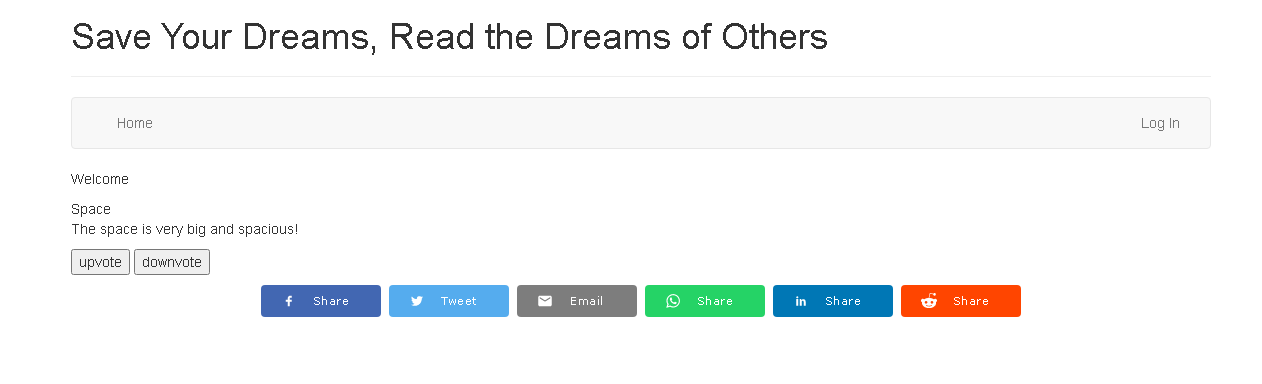 Save Your Dreams, Read the Dreams of Others
Home Log In
Welcome
Space
The space is very big and spacious!
upvote downvote
Share Tweet Email Share Share Share